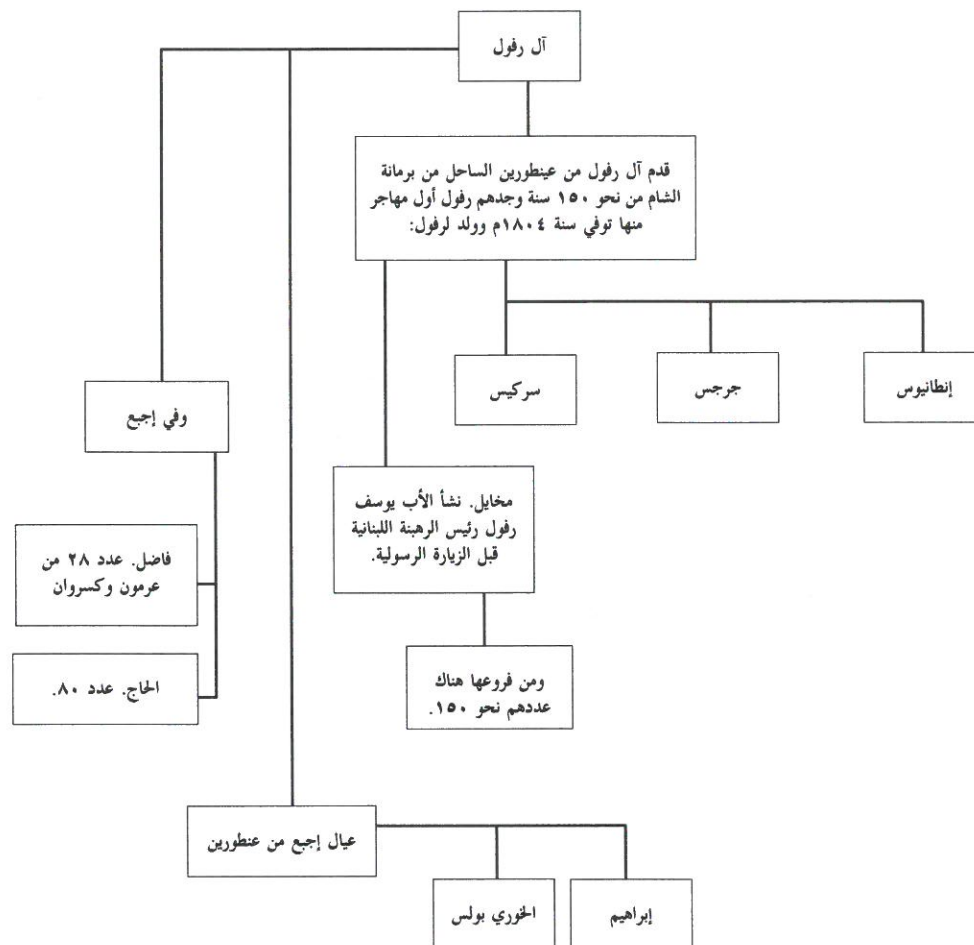 آل رفول
قدم آل رفول من عينطورين الساحل من برمانة
الشام من نحو ١٥٠ سنة وجدهم رفول أول مهاجر
منها توفي سنة ١٨٠٤م وولد لرفول:
إنطانيوس
جرجس
سركيس
مخايل. نشأ الأب يوسف
رفول رئيس الرهبنة اللبنانية
قبل الزيارة الرسولية.
ومن فروعها هناك
عددهم نحو ١٥٠.
وفي إجبع
فاضل. عدد ٢٨ من
عرمون وكسروان
الحاج. عدد ٨٠.
عيال إجبع من عنطورين
إبراهيم
الخوري بولس